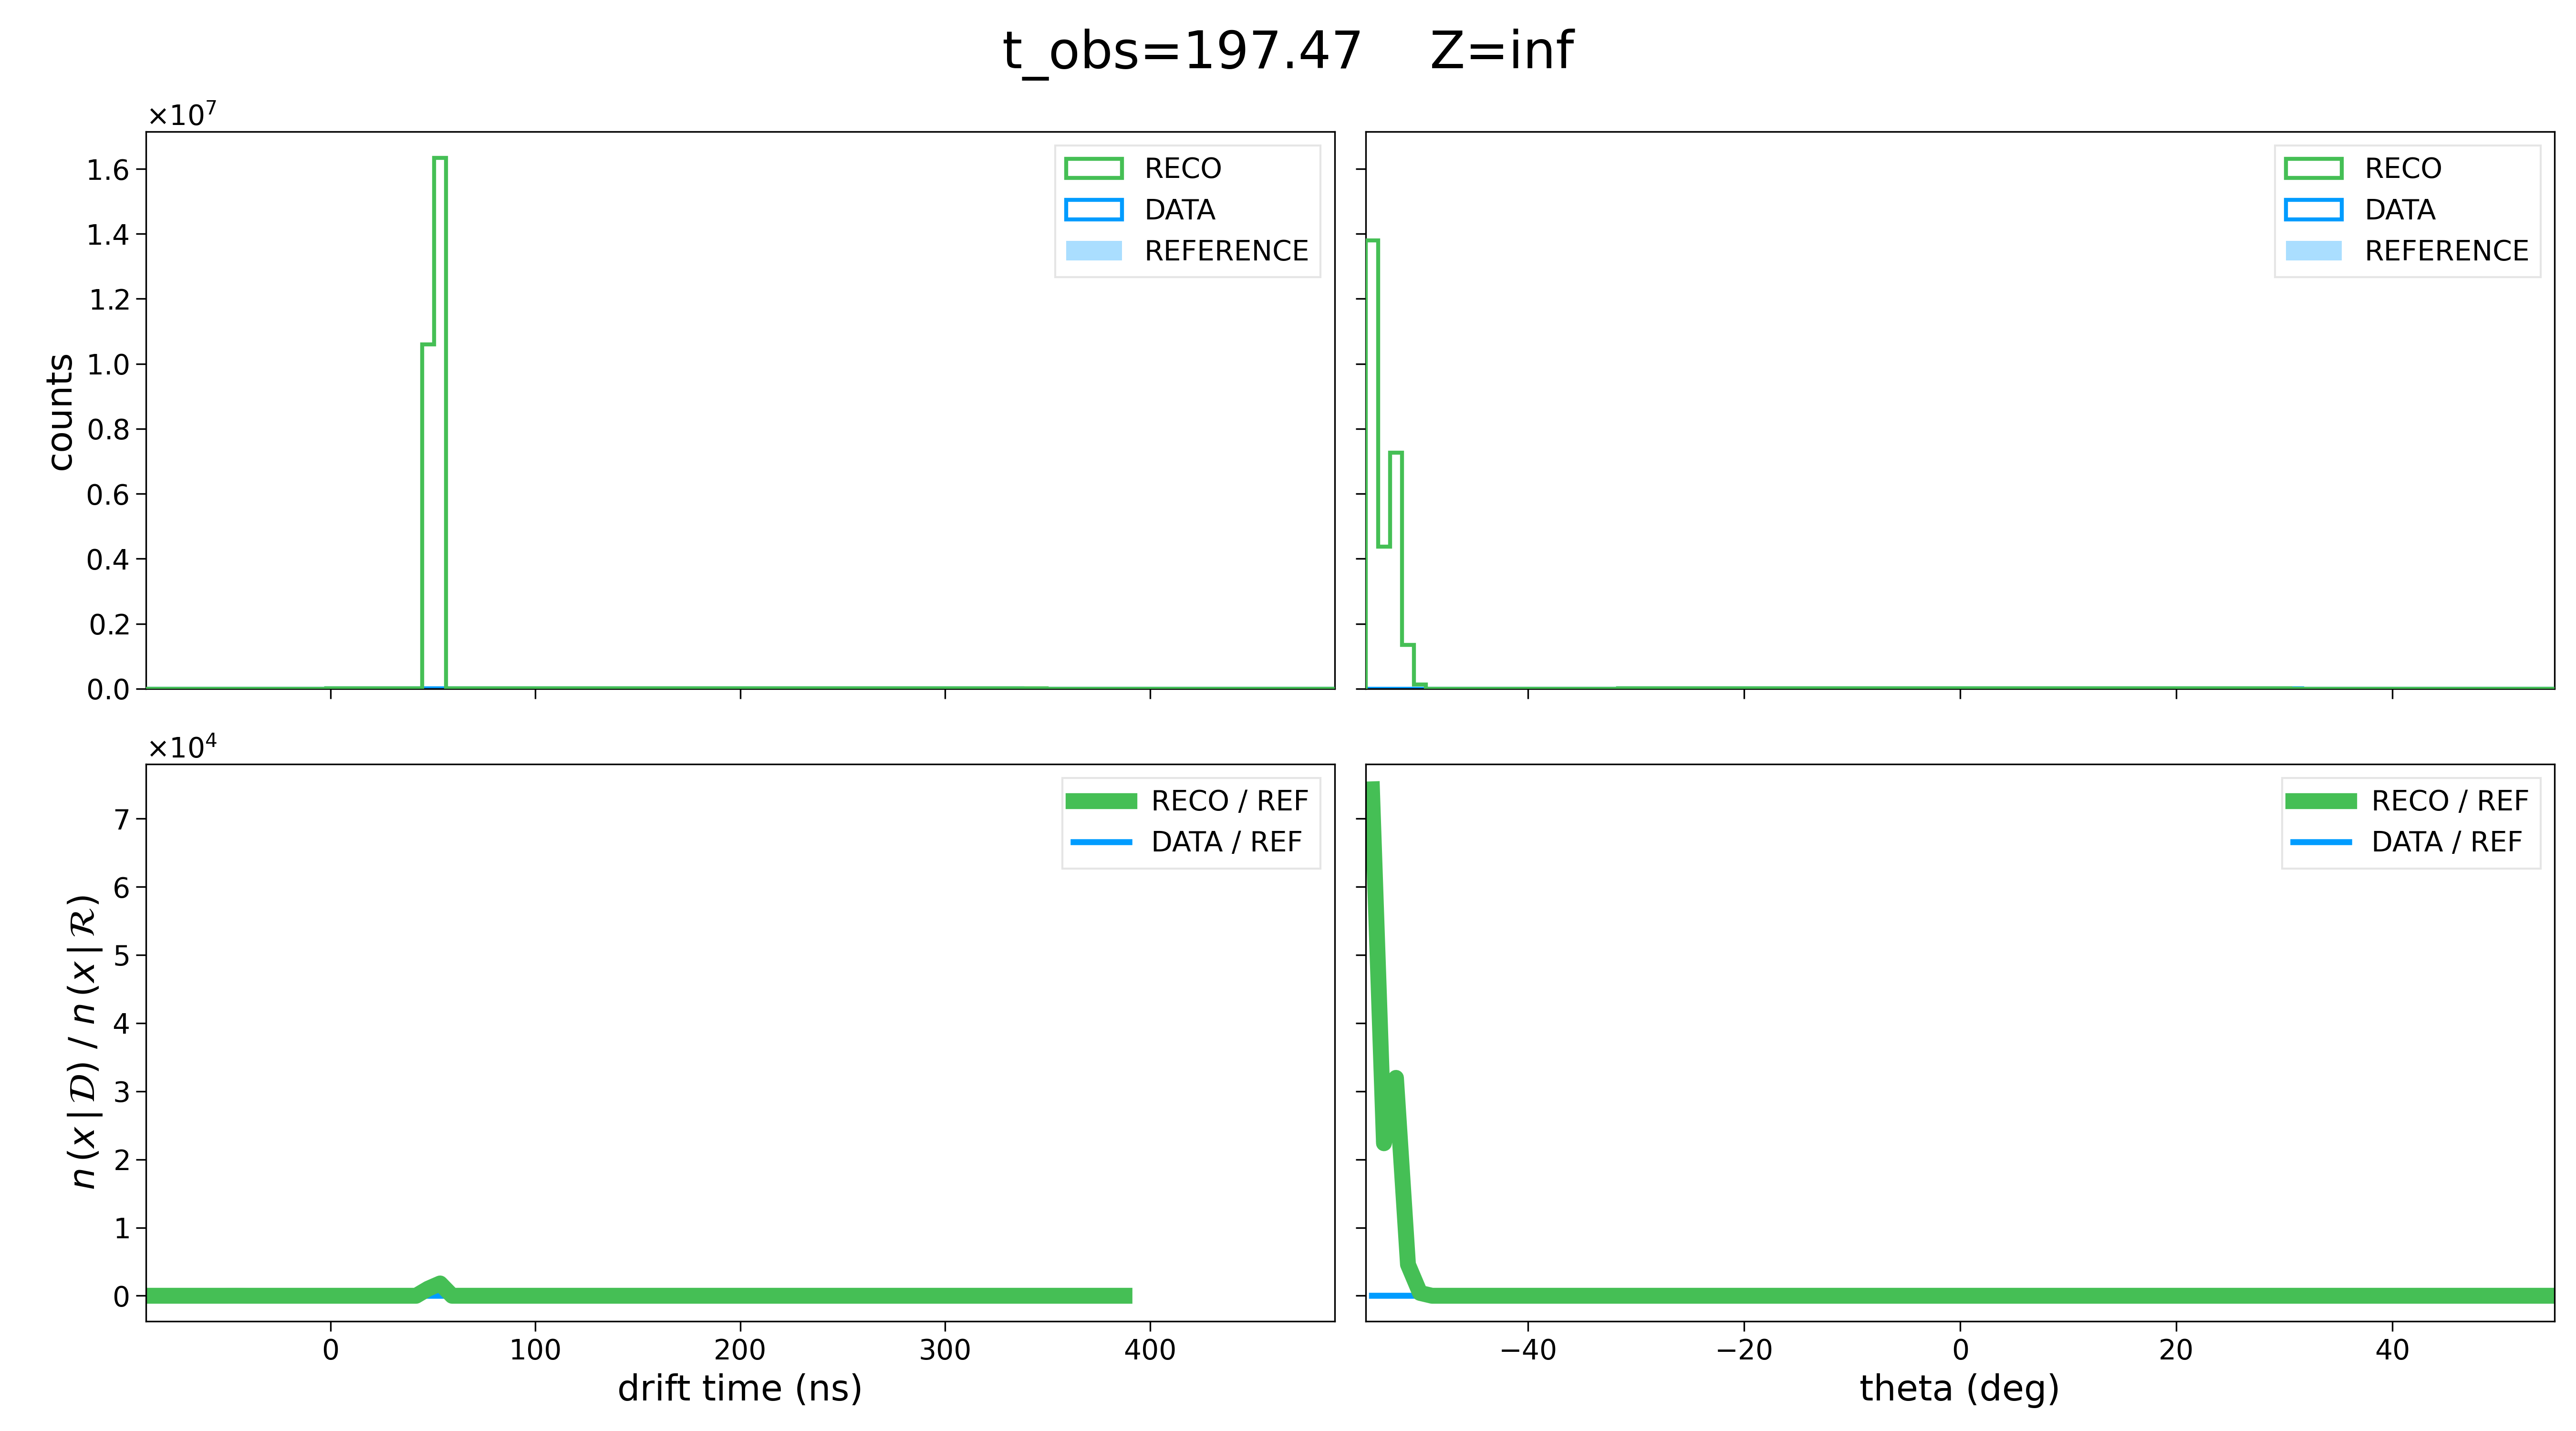 t_obs=197.47 Z=inf
×10⁷
1.6
1.4
1.2
1.0
0.8
0.6
0.4
0.2
0.0
counts
RECO
DATA
REFERENCE
RECO
DATA
REFERENCE
×10⁴
7
6
5
4
3
2
1
0
n(x|𝒟) / n(x|ℛ)
RECO / REF
DATA / REF
0 100 200 300 400
drift time (ns)
RECO / REF
DATA / REF
−40 −20 0 20 40
theta (deg)